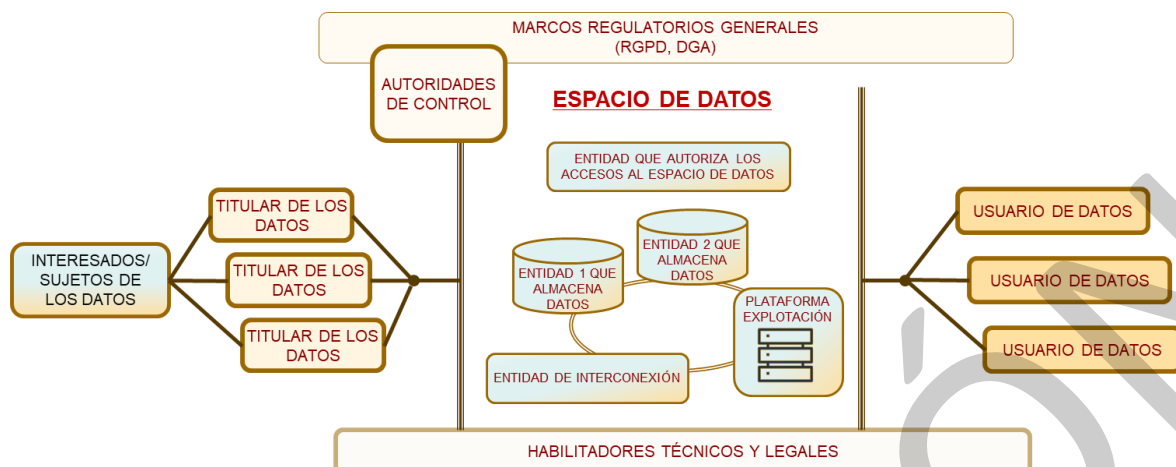 MARCOS REGULATORIOS GENERALES
(RGPD, DGA)
AUTORIDADES
DE CONTROL
ESPACIO DE DATOS
ENTIDAD QUE AUTORIZA LOS
ACCESOS AL ESPACIO DE DATOS
TITULAR DE LOS
DATOS
TITULAR DE LOS
DATOS
TITULAR DE LOS
DATOS
INTERESADOS/
SUJETOS DE
LOS DATOS
ENTIDAD 1 QUE
ALMACENA
DATOS
ENTIDAD 2 QUE
ALMACENA
DATOS
PLATAFORMA
EXPLOTACIÓN
ENTIDAD DE INTERCONEXIÓN
USUARIO DE DATOS
USUARIO DE DATOS
USUARIO DE DATOS
HABILITADORES TÉCNICOS Y LEGALES